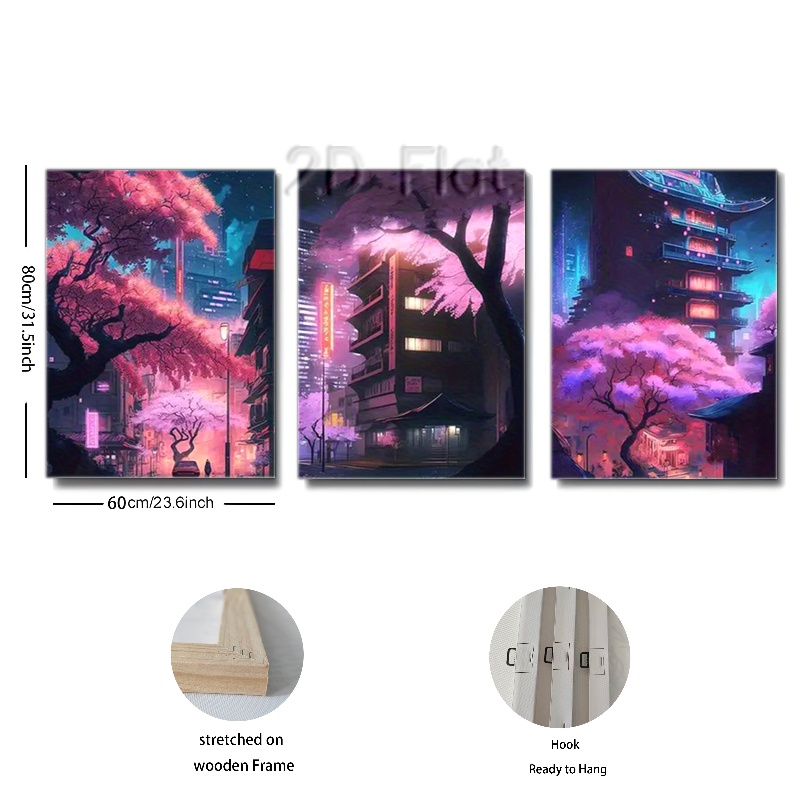 2D Flat
80cm/31.5inch
60cm/23.6inch
stretched on
wooden Frame
Hook
Ready to Hang